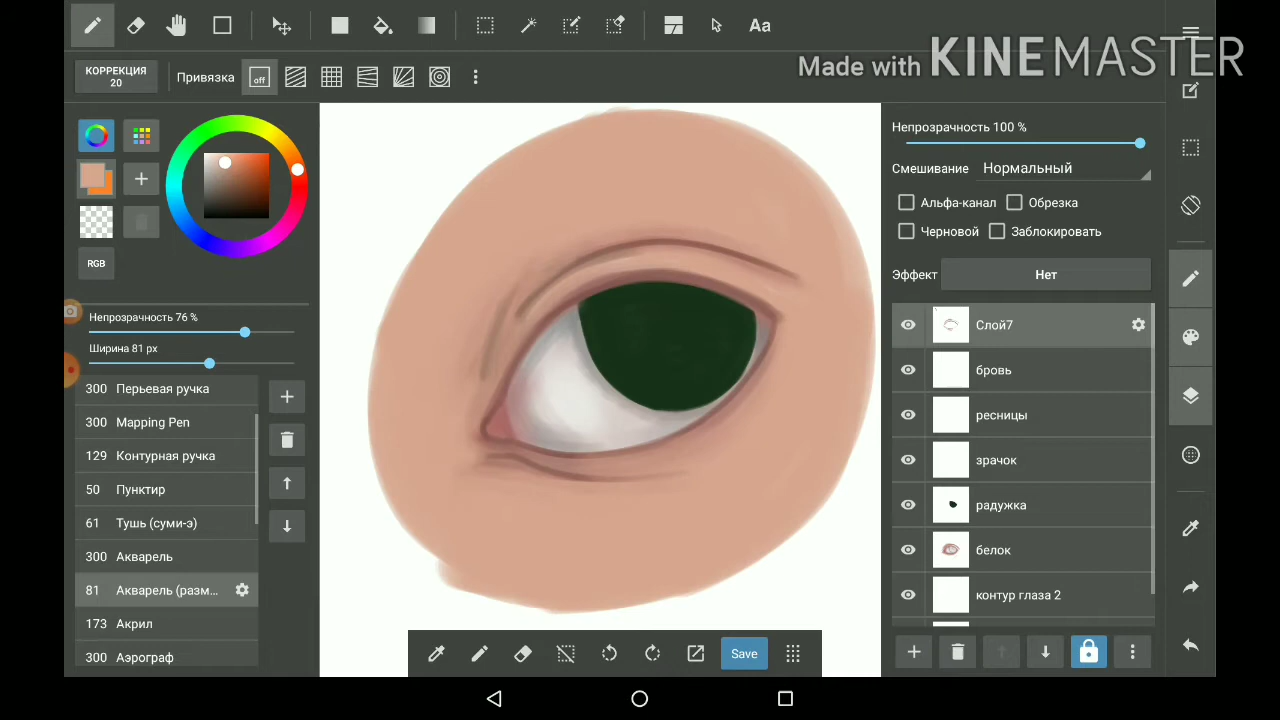 Aa
Made with KINEMASTER
КОРРЕКЦИЯ
20
Привязка
off
RGB
Непрозрачность 76 %
Ширина 81 px
300 Перьевая ручка
300 Mapping Pen
129 Контурная ручка
50 Пунктир
61 Тушь (суми-э)
300 Акварель
81 Акварель (разм...
173 Акрил
300 Аэрограф
Save
Непрозрачность 100 %
Смешивание Нормальный
Альфа-канал Обрезка
Черновой Заблокировать
Эффект Нет
Слой7
бровь
ресницы
зрачок
радужка
белок
контур глаза 2